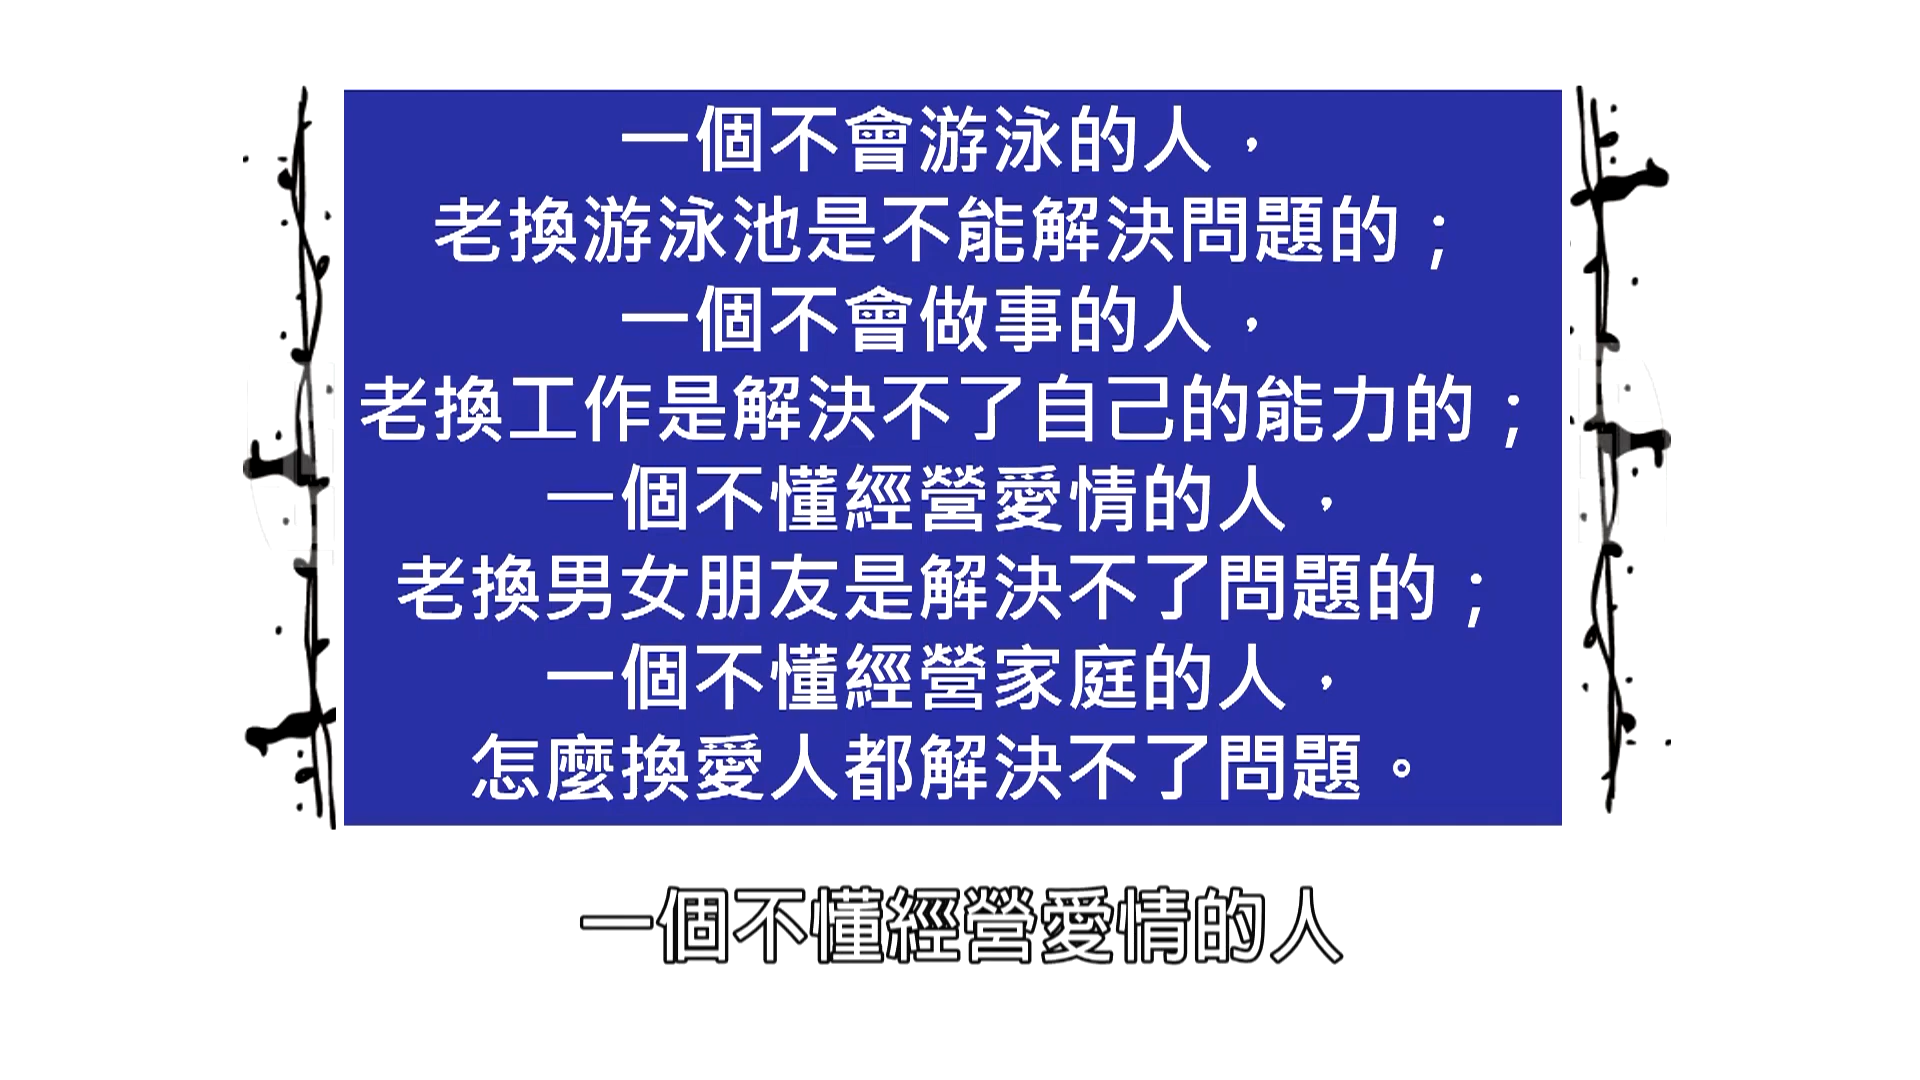 一個不會游泳的人，
老換游泳池是不能解決問題的；
一個不會做事的人，
老換工作是解決不了自己的能力的；
一個不懂經營愛情的人，
老換男女朋友是解決不了問題的；
一個不懂經營家庭的人，
怎麼換愛人都解決不了問題。
一個不懂經營愛情的人